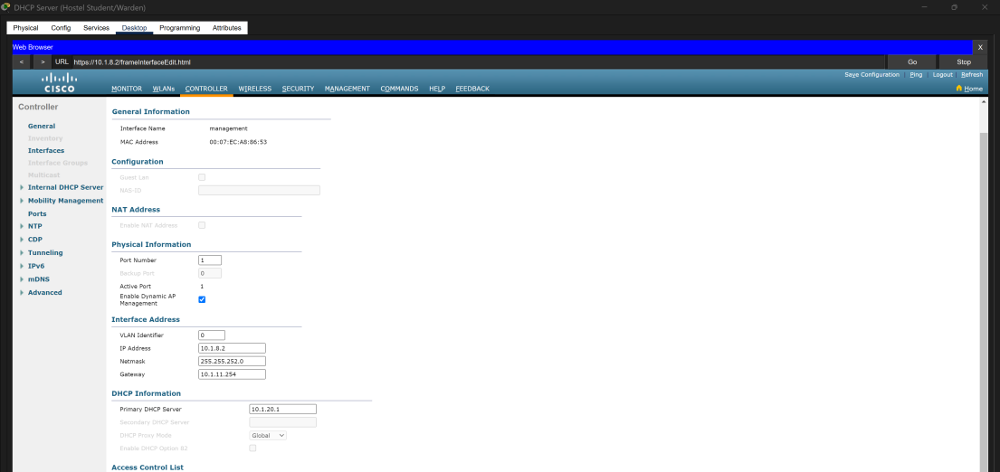 DHCP Server (Hostel Student/Warden)
Physical Config Services Desktop Programming Attributes
Web Browser X
< > URL https://10.1.8.2/frameInterfaceEdit.html Go Stop
Save Configuration Ping Logout Refresh
CISCO MONITOR WLANs CONTROLLER WIRELESS SECURITY MANAGEMENT COMMANDS HELP FEEDBACK Home
Controller
General
Inventory
Interfaces
Interface Groups
Multicast
Internal DHCP Server
Mobility Management
Ports
NTP
CDP
Tunneling
IPv6
mDNS
Advanced
General Information
Interface Name management
MAC Address 00:07:EC:A8:86:53
Configuration
Guest Lan
NAS-ID
NAT Address
Enable NAT Address
Physical Information
Port Number 1
Backup Port 0
Active Port 1
Enable Dynamic AP
Management
Interface Address
VLAN Identifier 0
IP Address 10.1.8.2
Netmask 255.255.252.0
Gateway 10.1.11.254
DHCP Information
Primary DHCP Server 10.1.20.1
Secondary DHCP Server
DHCP Proxy Mode Global
Enable DHCP Option 82
Access Control List